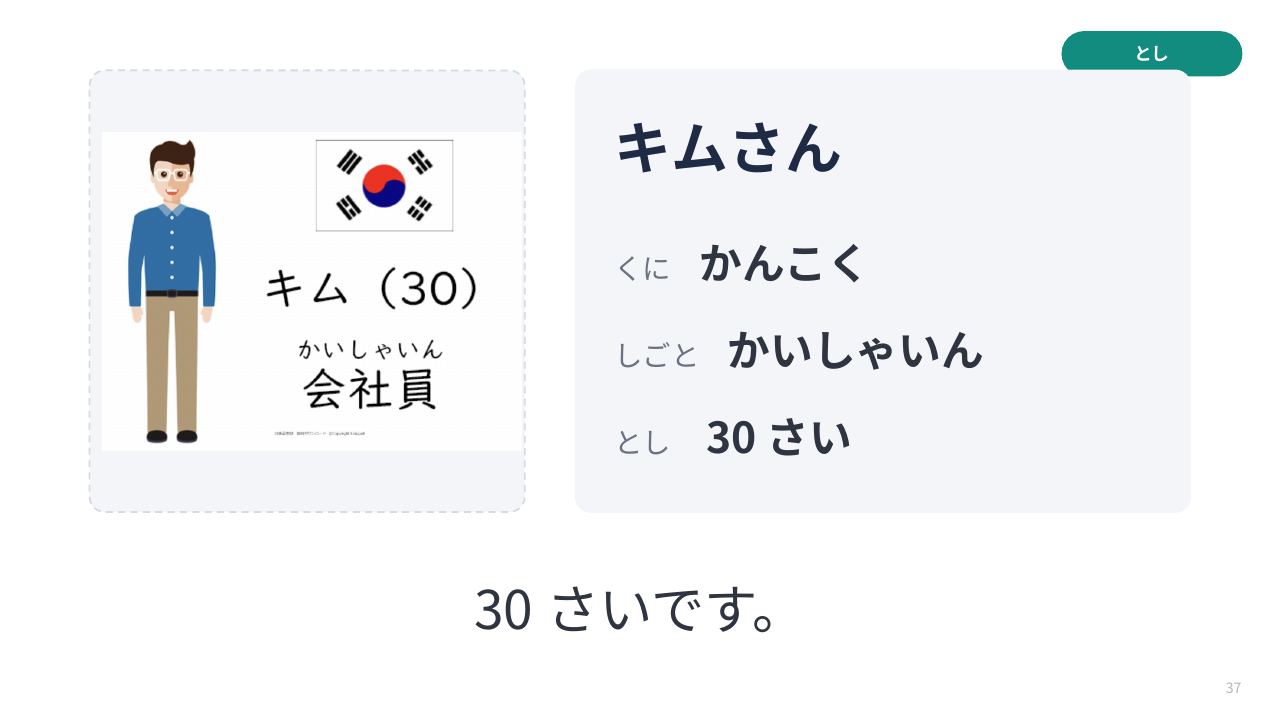 とし
キム（30）
かいしゃいん
会社員
キムさん
くに かんこく
しごと かいしゃいん
とし 30 さい
30 さいです。
37